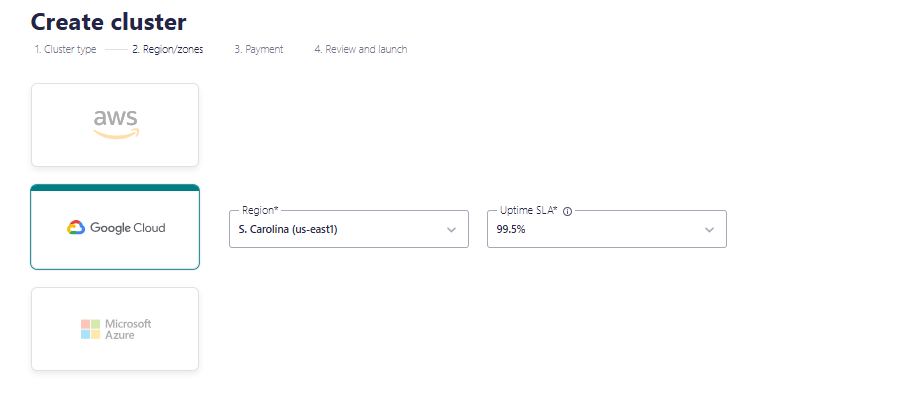 Create cluster
1. Cluster type 2. Region/zones 3. Payment 4. Review and launch
aws
Google Cloud
Region*
S. Carolina (us-east1)
Uptime SLA*
99.5%
Microsoft
Azure